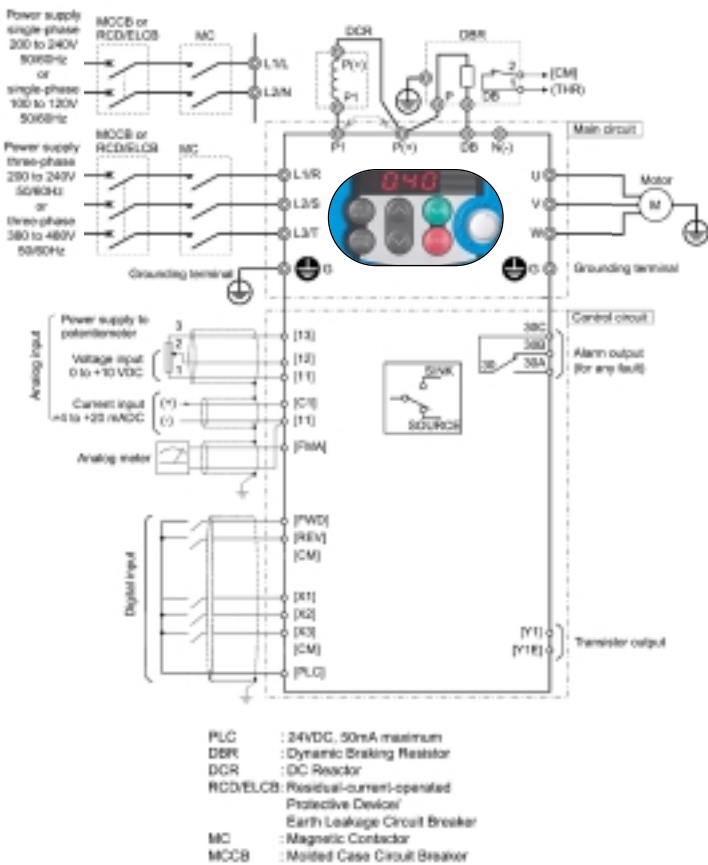 Power supply
single-phase
200 to 240V
50/60Hz
or
single-phase
100 to 120V
50/60Hz
MCCB or
RCD/ELCB
MC
L1/L
L2/N
DCR
P(+)
P1
DBR
P
DB
2
1
(CM)
(THR)
Power supply
three-phase
200 to 240V
50/60Hz
or
three-phase
380 to 480V
50/60Hz
MCCB or
RCD/ELCB
MC
P1
P(+)
DB
N(-)
Main circuit
L1/R
L2/S
L3/T
040
U
V
W
Motor
M
Grounding terminal
G
G
Grounding terminal
Control circuit
Analog input
Power supply to
potentiometer
Voltage input
0 to +10 VDC
3
2
1
[13]
[12]
[11]
Current input
+4 to +20 mADC
(+)
(-)
[C1]
[11]
Analog meter
[FMA]
SINK
SOURCE
30C
30B
30
30A
Alarm output
(for any fault)
Digital input
[FWD]
[REV]
[CM]
[X1]
[X2]
[X3]
[CM]
[PLC]
[Y1]
[Y1E]
Transistor output
PLC : 24VDC, 50mA maximum
DBR : Dynamic Braking Resistor
DCR : DC Reactor
RCD/ELCB: Residual-current-operated
Protective Device/
Earth Leakage Circuit Breaker
MC : Magnetic Contactor
MCCB : Molded Case Circuit Breaker